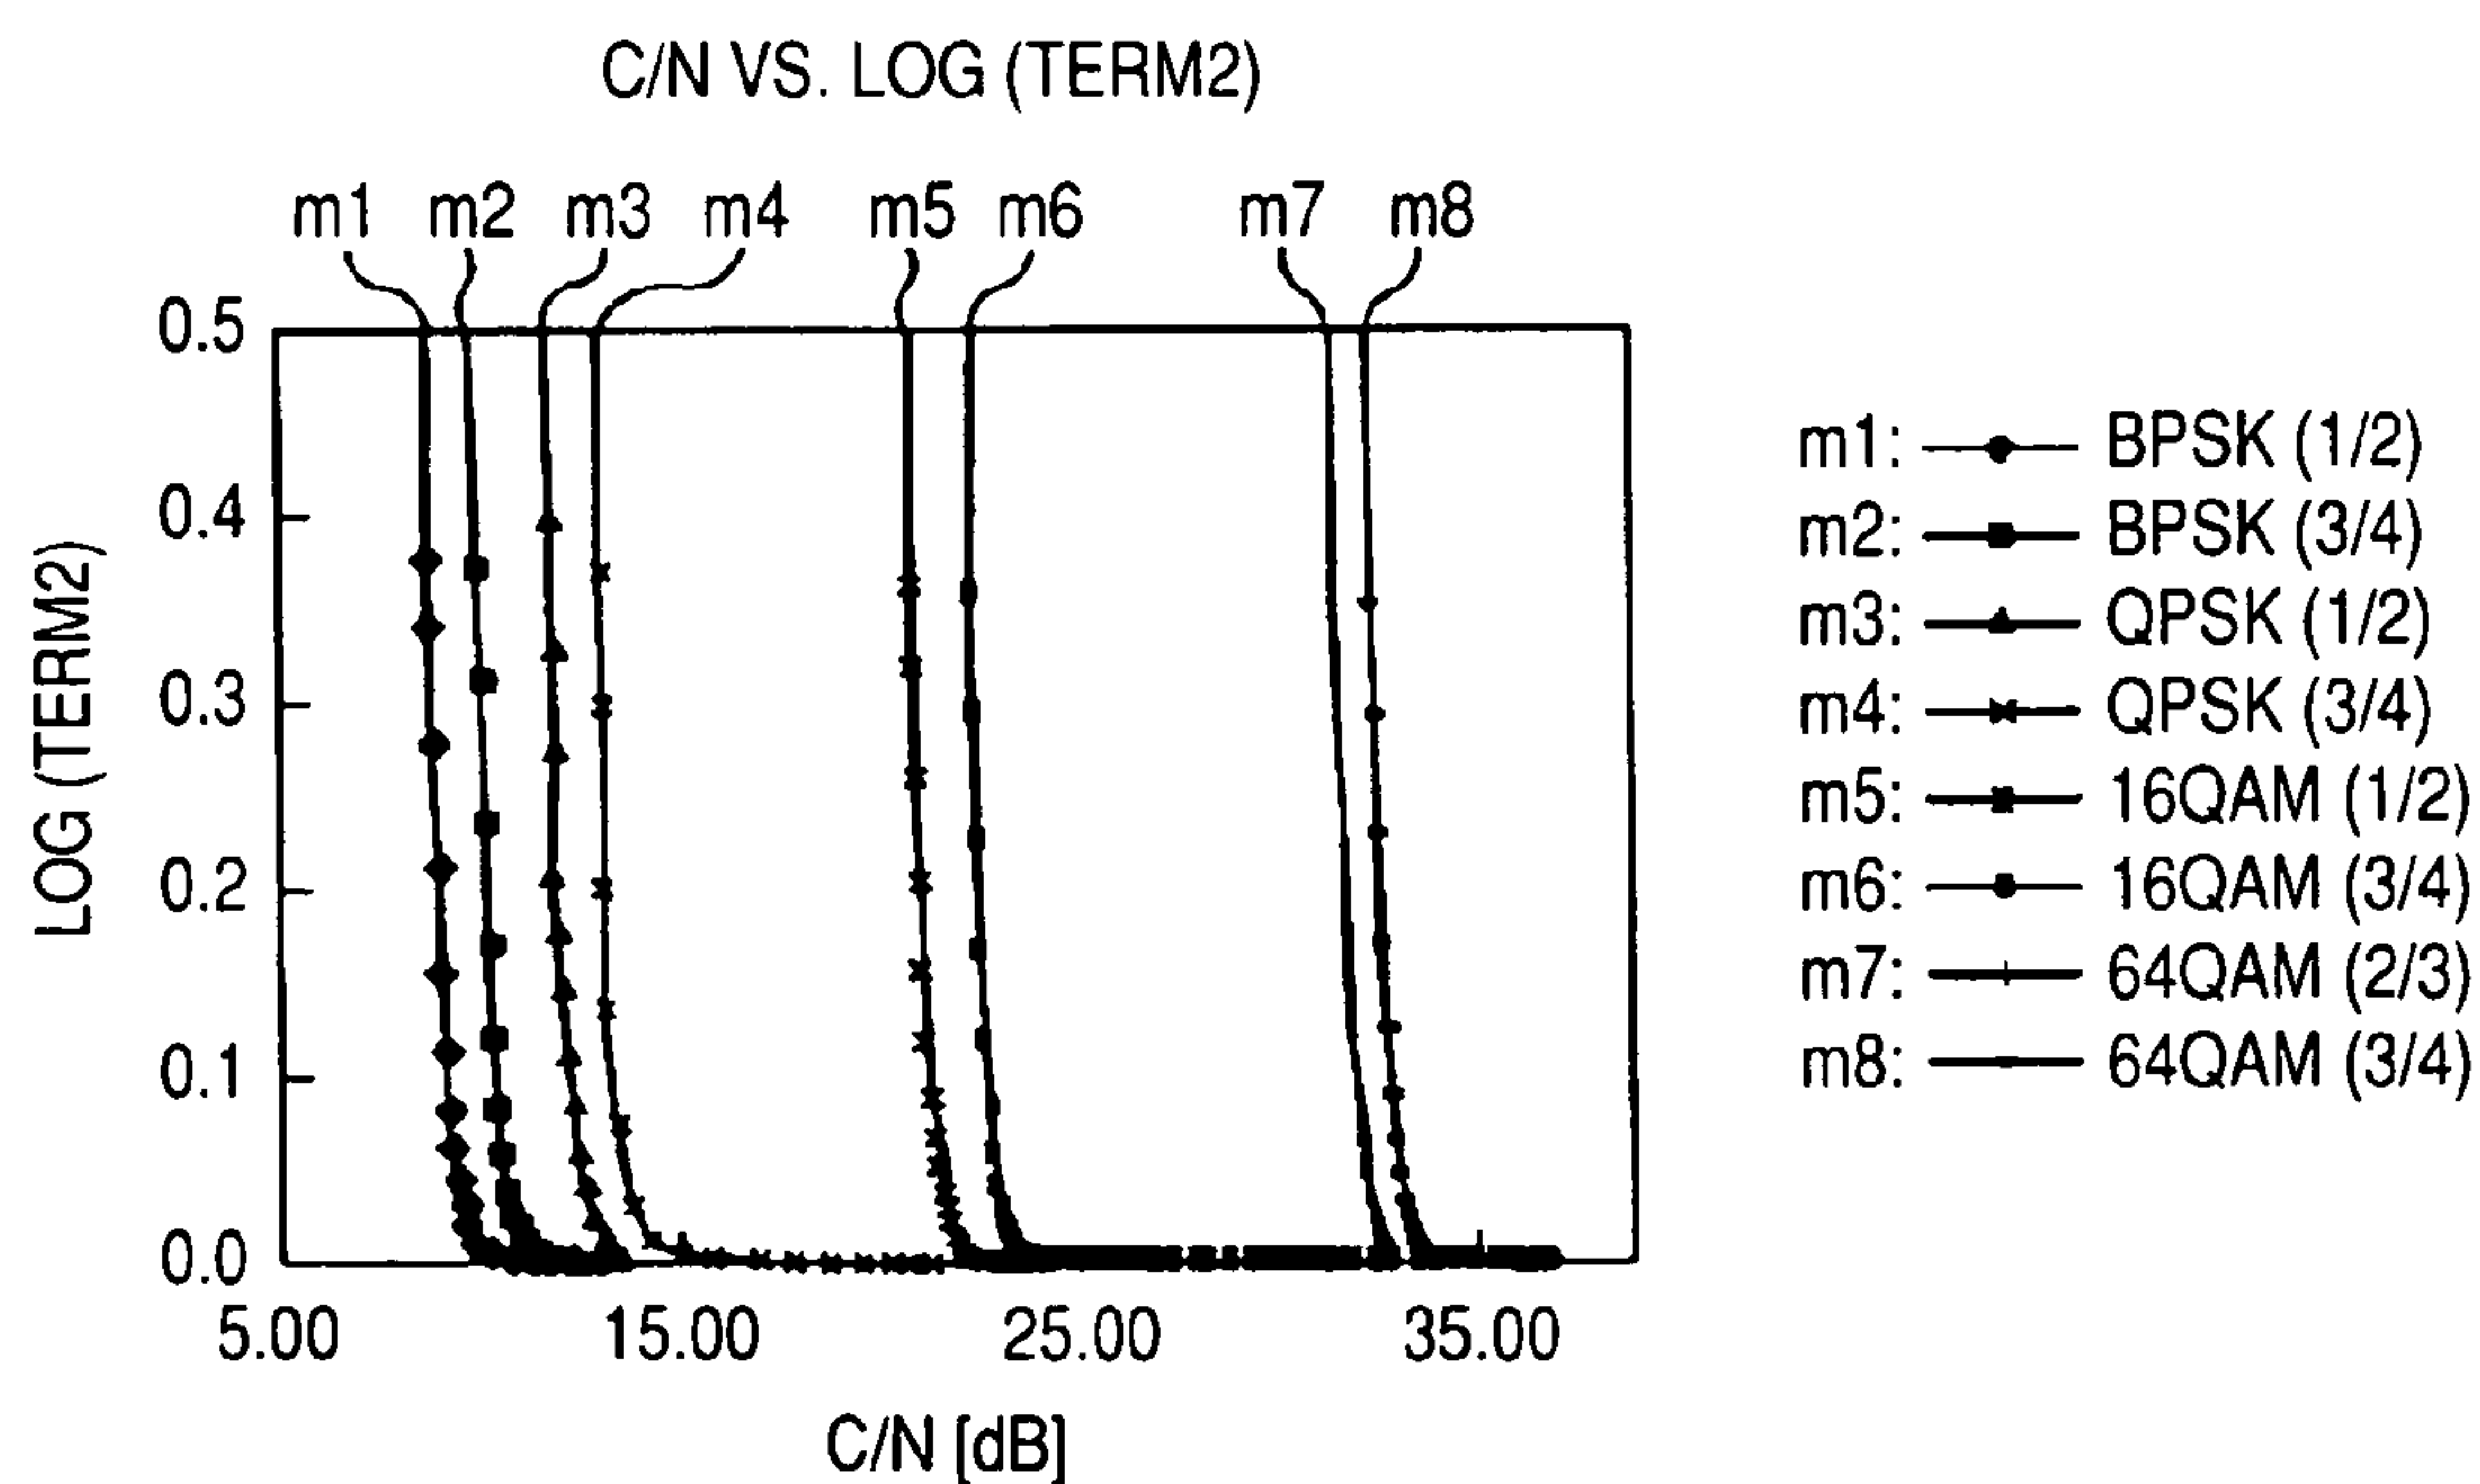 C/N VS. LOG (TERM2)
m1 m2 m3 m4 m5 m6 m7 m8
LOG (TERM2)
0.5
0.4
0.3
0.2
0.1
0.0
5.00 15.00 25.00 35.00
C/N [dB]
m1: BPSK (1/2)
m2: BPSK (3/4)
m3: QPSK (1/2)
m4: QPSK (3/4)
m5: 16QAM (1/2)
m6: 16QAM (3/4)
m7: 64QAM (2/3)
m8: 64QAM (3/4)